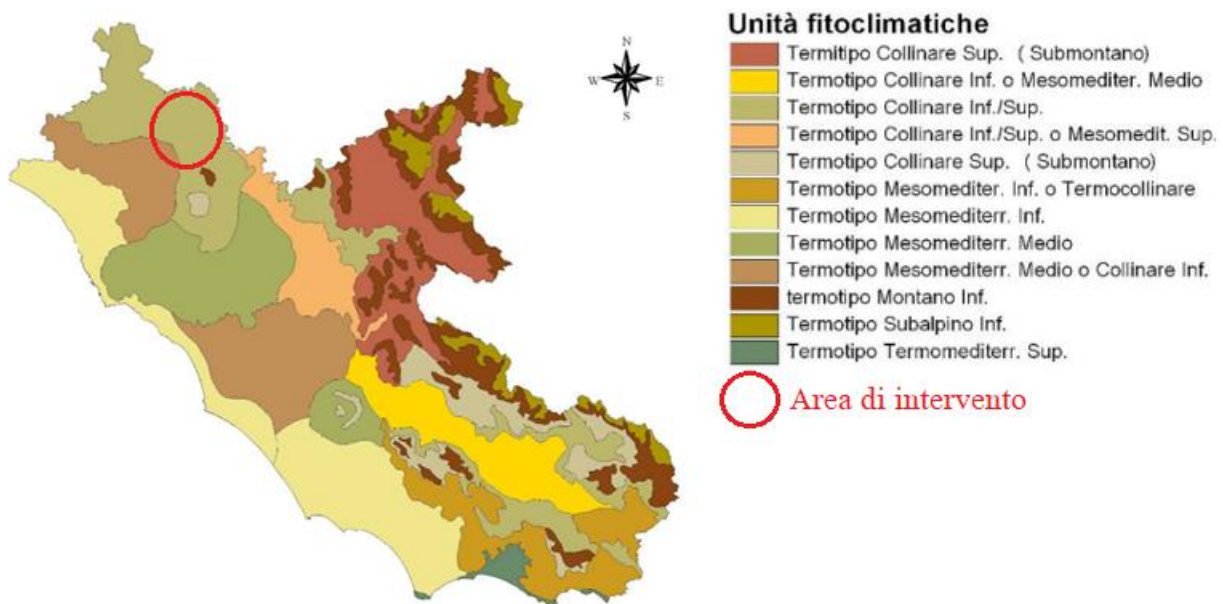 Unità fitoclimatiche
N
W
E
S
Termitipo Collinare Sup. ( Submontano)
Termotipo Collinare Inf. o Mesomediter. Medio
Termotipo Collinare Inf./Sup.
Termotipo Collinare Inf./Sup. o Mesomedit. Sup.
Termotipo Collinare Sup. ( Submontano)
Termotipo Mesomediter. Inf. o Termocollinare
Termotipo Mesomediterr. Inf.
Termotipo Mesomediterr. Medio
Termotipo Mesomediterr. Medio o Collinare Inf.
termotipo Montano Inf.
Termotipo Subalpino Inf.
Termotipo Termomediterr. Sup.
Area di intervento